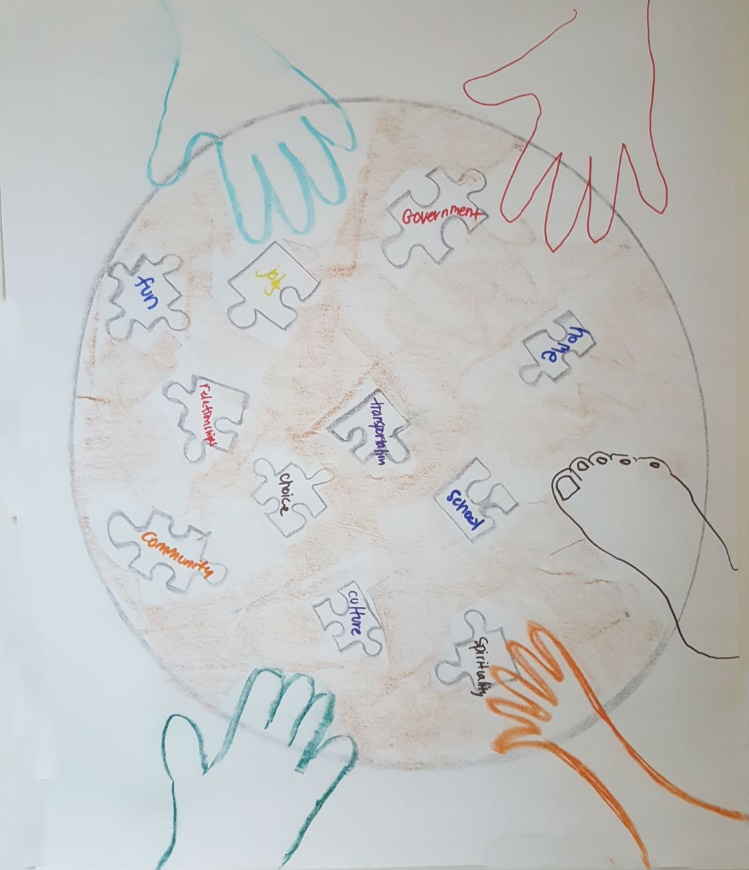 Government
jobs
fun
home
relationships
transportation
choice
school
Community
culture
Spirituality